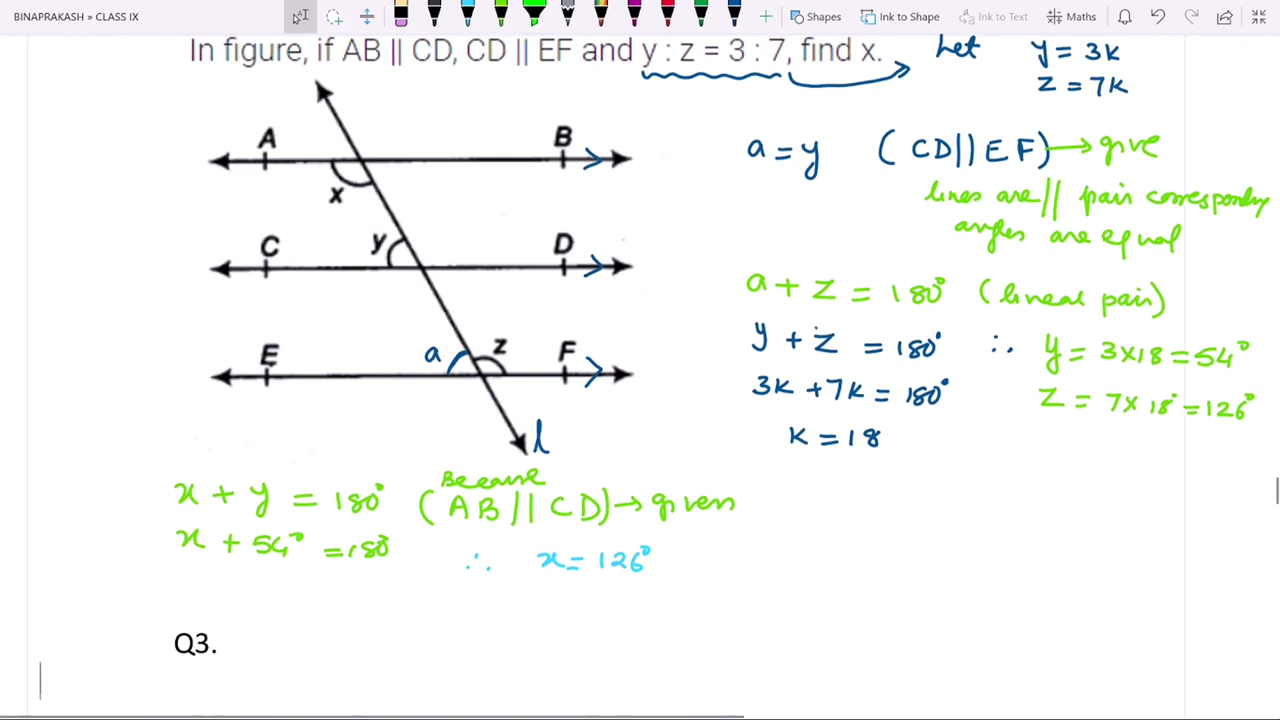 BINAPRAKASH » CLASS IX
Shapes
Ink to Shape
Ink to Text
Maths
In figure, if AB || CD, CD || EF and y : z = 3 : 7, find x.
Let y = 3k
z = 7k
a = y (CD || EF) → give
lines are || pair correspondng
angles are equal
a + z = 180° (lineal pair)
y + z = 180° ∴ y = 3×18 = 54°
3k + 7k = 180° z = 7×18° = 126°
k = 18
A B
x
C y D
E a z F
l
x + y = 180° (Because AB || CD) → given
x + 54° = 180°
∴ x = 126°
Q3.